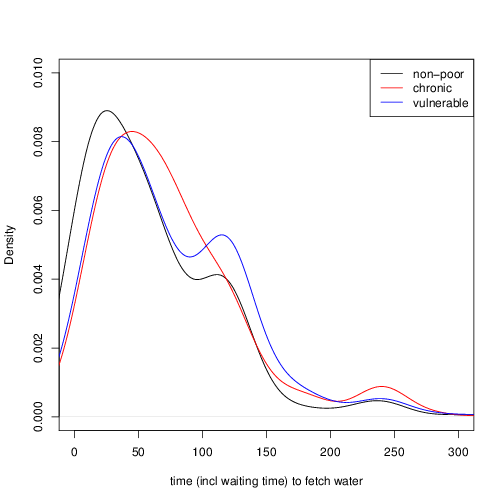 non-poor
chronic
vulnerable
0.010
0.008
0.006
0.004
0.002
0.000
Density
0 50 100 150 200 250 300
time (incl waiting time) to fetch water